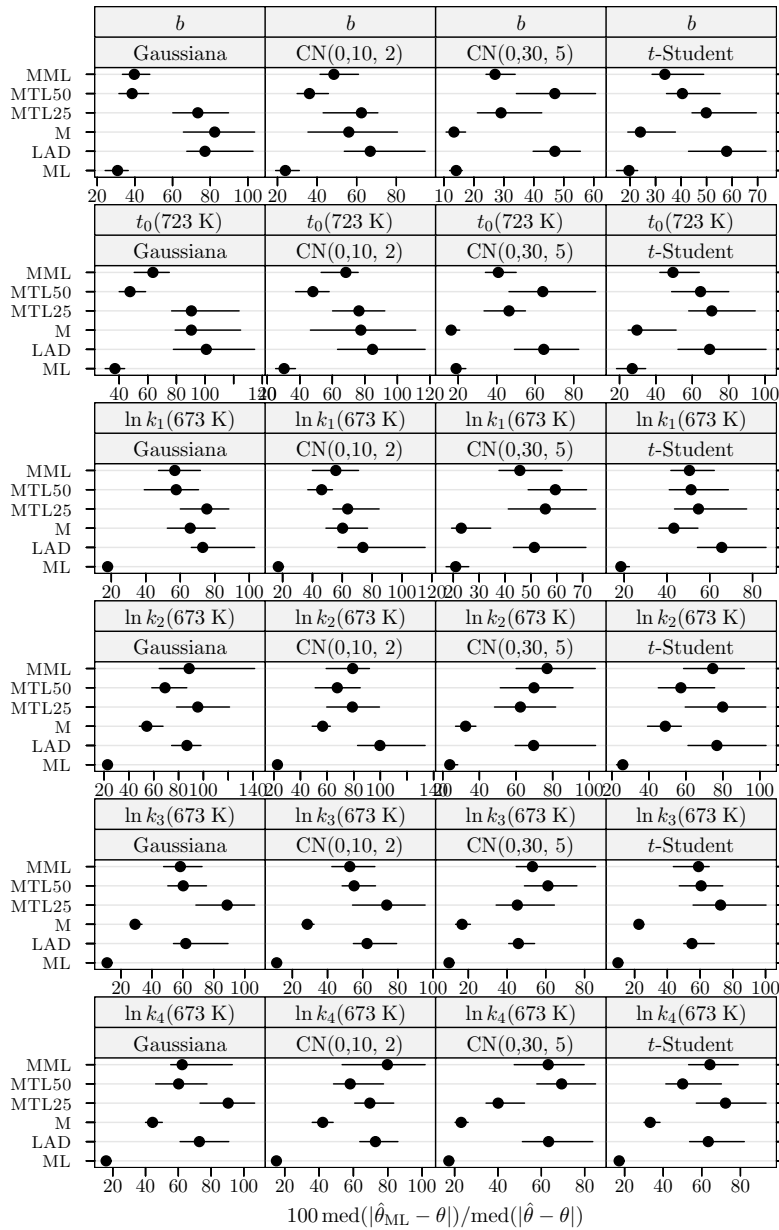 b b b b
Gaussiana CN(0,10, 2) CN(0,30, 5) t-Student
MML
MTL50
MTL25
M
LAD
ML
20 40 60 80 100 20 40 60 80 10 20 30 40 50 60 20 30 40 50 60 70
t₀(723 K) t₀(723 K) t₀(723 K) t₀(723 K)
Gaussiana CN(0,10, 2) CN(0,30, 5) t-Student
MML
MTL50
MTL25
M
LAD
ML
40 60 80 100 20 40 60 80 100 120 20 40 60 80 20 40 60 80 100
ln k₁(673 K) ln k₁(673 K) ln k₁(673 K) ln k₁(673 K)
Gaussiana CN(0,10, 2) CN(0,30, 5) t-Student
MML
MTL50
MTL25
M
LAD
ML
20 40 60 80 100 20 40 60 80 100 120 20 30 40 50 60 70 20 40 60 80
ln k₂(673 K) ln k₂(673 K) ln k₂(673 K) ln k₂(673 K)
Gaussiana CN(0,10, 2) CN(0,30, 5) t-Student
MML
MTL50
MTL25
M
LAD
ML
20 40 60 80 100 140 20 40 60 80 100 140 20 40 60 80 100 20 40 60 80 100
ln k₃(673 K) ln k₃(673 K) ln k₃(673 K) ln k₃(673 K)
Gaussiana CN(0,10, 2) CN(0,30, 5) t-Student
MML
MTL50
MTL25
M
LAD
ML
20 40 60 80 100 20 40 60 80 100 20 40 60 80 20 40 60 80 100
ln k₄(673 K) ln k₄(673 K) ln k₄(673 K) ln k₄(673 K)
Gaussiana CN(0,10, 2) CN(0,30, 5) t-Student
MML
MTL50
MTL25
M
LAD
ML
20 40 60 80 100 20 40 60 80 100 20 40 60 80 20 40 60 80
100 med(|θ̂_ML − θ|)/med(|θ̂ − θ|)